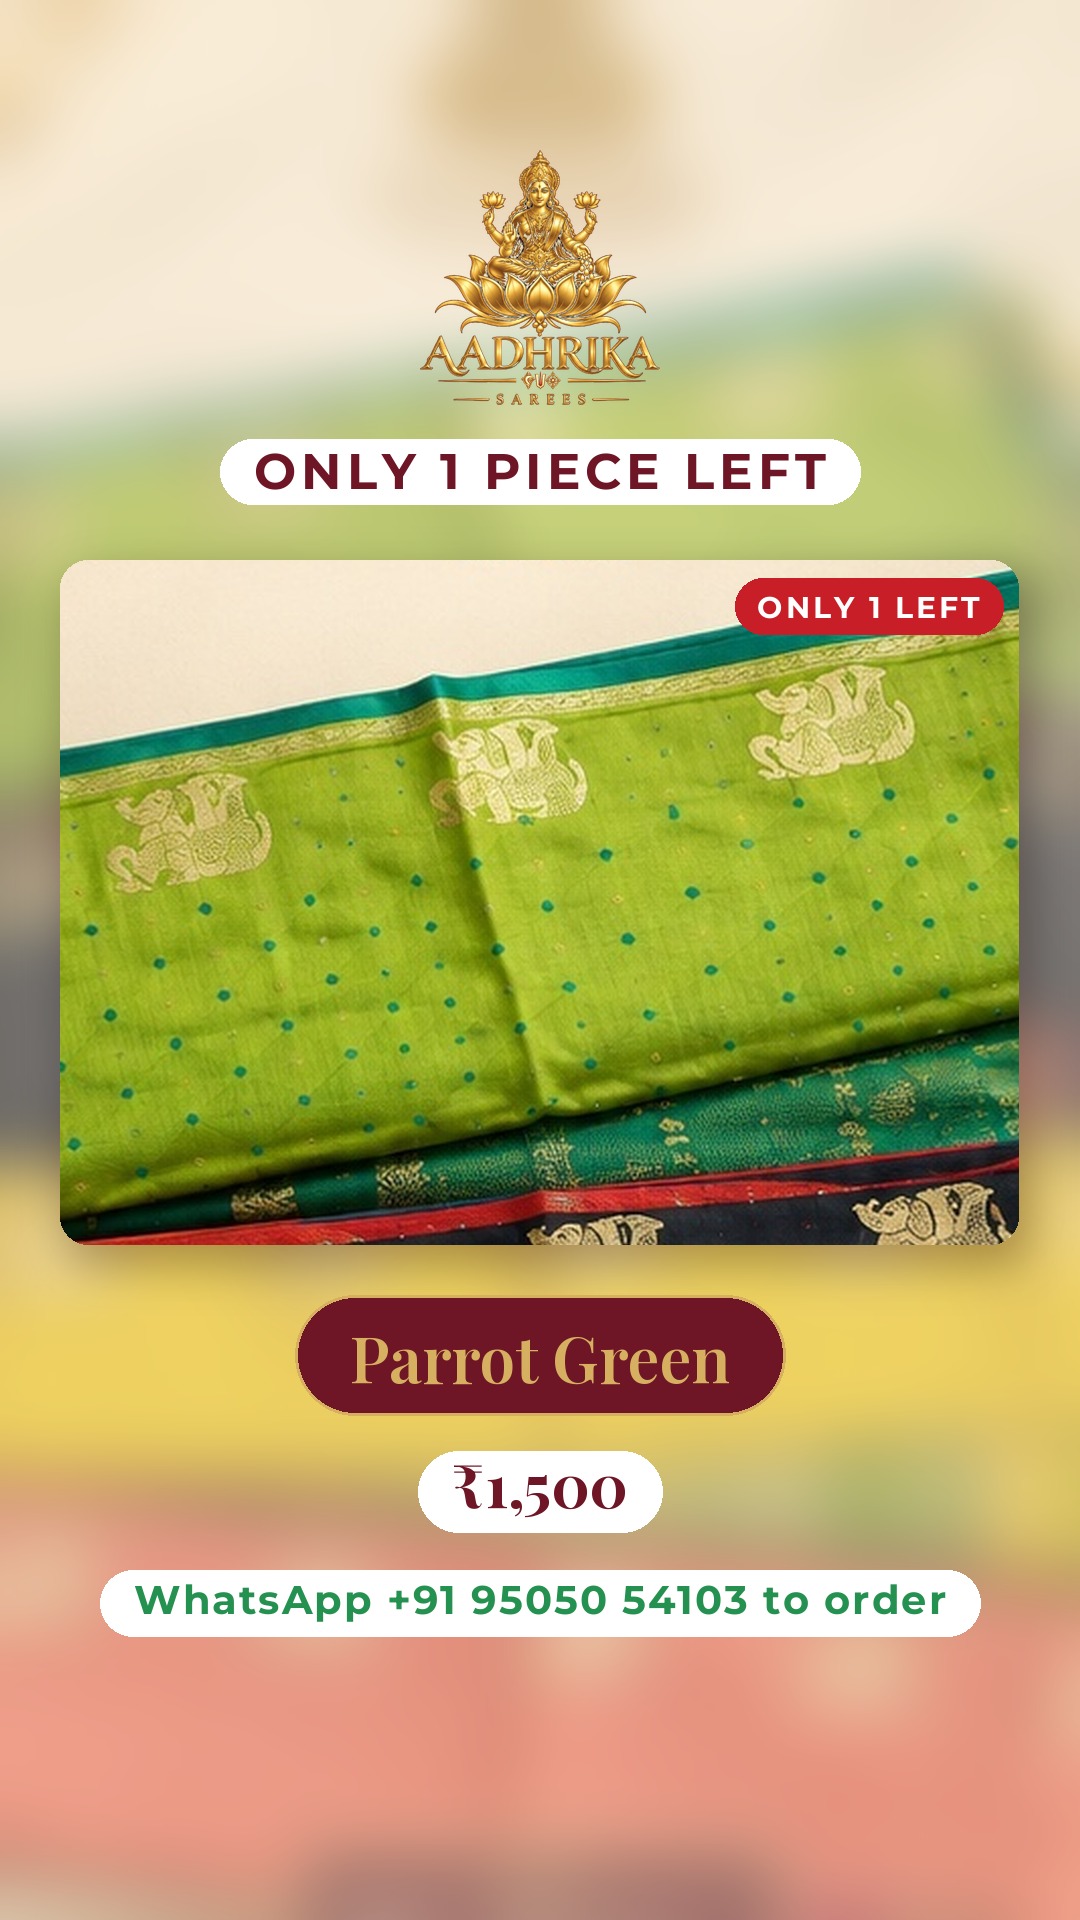 AADHRIKA
SAREES
ONLY 1 PIECE LEFT
ONLY 1 LEFT
Parrot Green
₹1,500
WhatsApp +91 95050 54103 to order